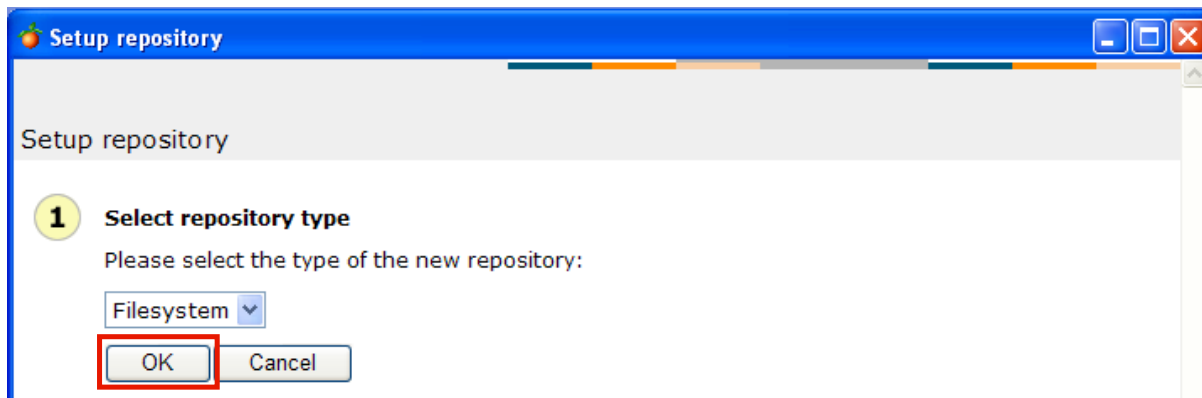 Setup repository
Setup repository
1
Select repository type
Please select the type of the new repository:
Filesystem
OK Cancel